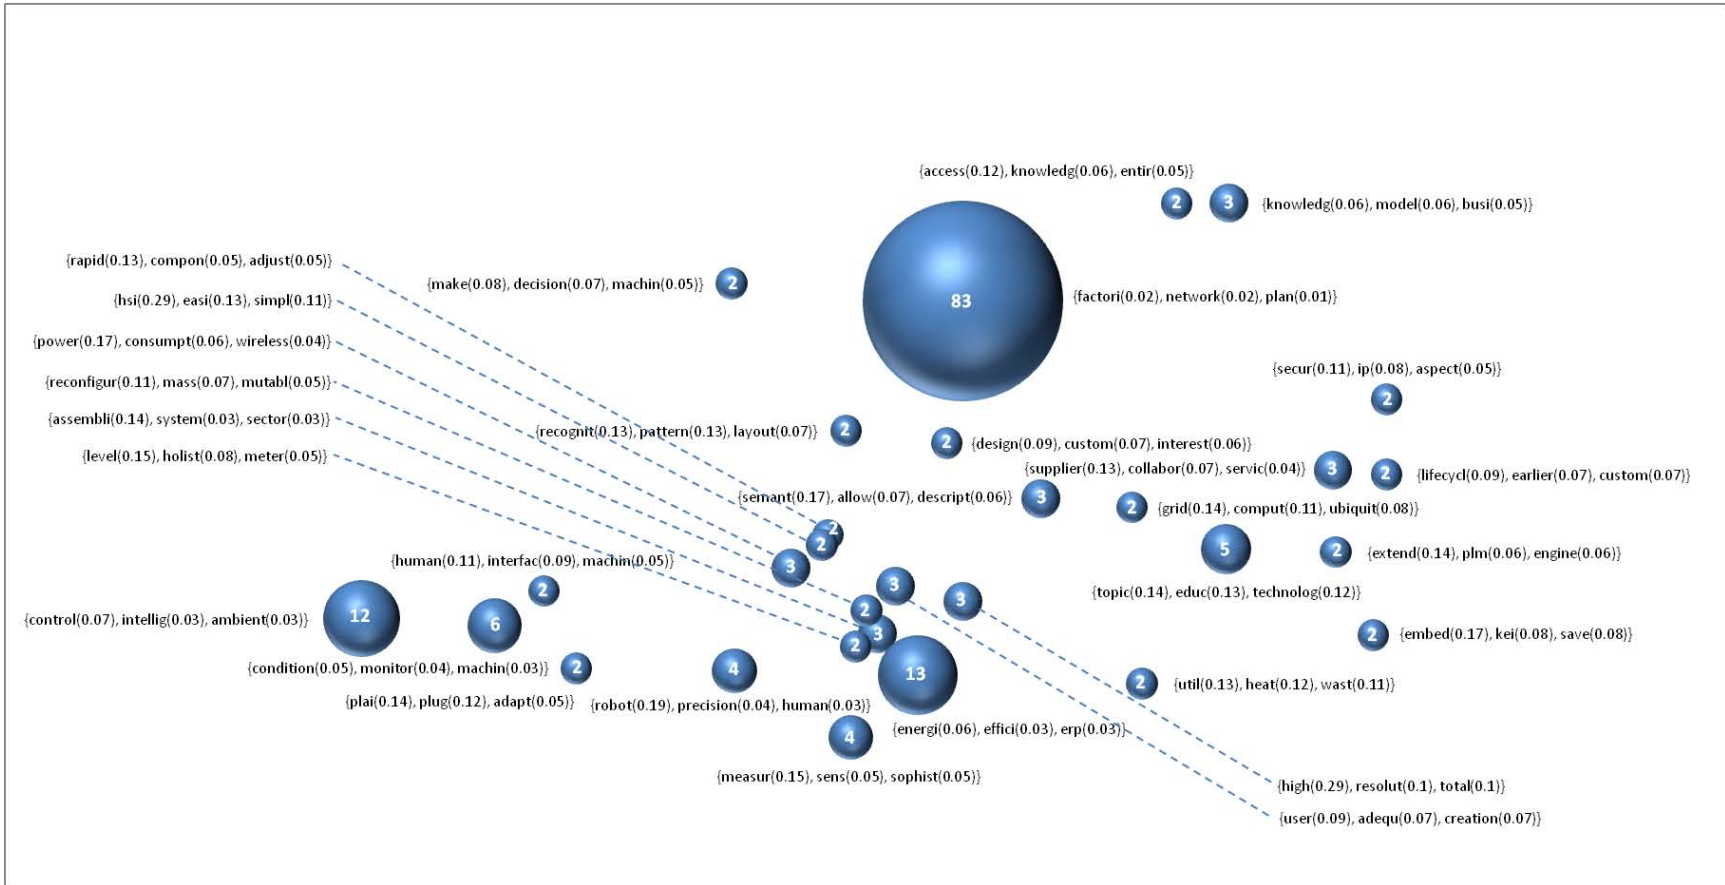 {access(0.12), knowledg(0.06), entir(0.05)}
2
3
{knowledg(0.06), model(0.06), busi(0.05)}
{rapid(0.13), compon(0.05), adjust(0.05)}
{make(0.08), decision(0.07), machin(0.05)}
2
83
{factori(0.02), network(0.02), plan(0.01)}
{hsi(0.29), easi(0.13), simpl(0.11)}
{power(0.17), consumpt(0.06), wireless(0.04)}
{reconfigur(0.11), mass(0.07), mutabl(0.05)}
{secur(0.11), ip(0.08), aspect(0.05)}
2
{assembli(0.14), system(0.03), sector(0.03)}
{recognit(0.13), pattern(0.13), layout(0.07)}
2
2
{design(0.09), custom(0.07), interest(0.06)}
{level(0.15), holist(0.08), meter(0.05)}
{supplier(0.13), collabor(0.07), servic(0.04)}
3
2
{lifecycl(0.09), earlier(0.07), custom(0.07)}
{semant(0.17), allow(0.07), descript(0.06)}
3
2
{grid(0.14), comput(0.11), ubiquit(0.08)}
2
2
5
2
{extend(0.14), plm(0.06), engine(0.06)}
{human(0.11), interfac(0.09), machin(0.05)}
3
2
3
{topic(0.14), educ(0.13), technolog(0.12)}
3
2
{control(0.07), intellig(0.03), ambient(0.03)}
12
6
3
2
2
{embed(0.17), kei(0.08), save(0.08)}
{condition(0.05), monitor(0.04), machin(0.03)}
2
4
13
2
{util(0.13), heat(0.12), wast(0.11)}
{plai(0.14), plug(0.12), adapt(0.05)}
{robot(0.19), precision(0.04), human(0.03)}
{energi(0.06), effici(0.03), erp(0.03)}
4
{measur(0.15), sens(0.05), sophist(0.05)}
{high(0.29), resolut(0.1), total(0.1)}
{user(0.09), adequ(0.07), creation(0.07)}